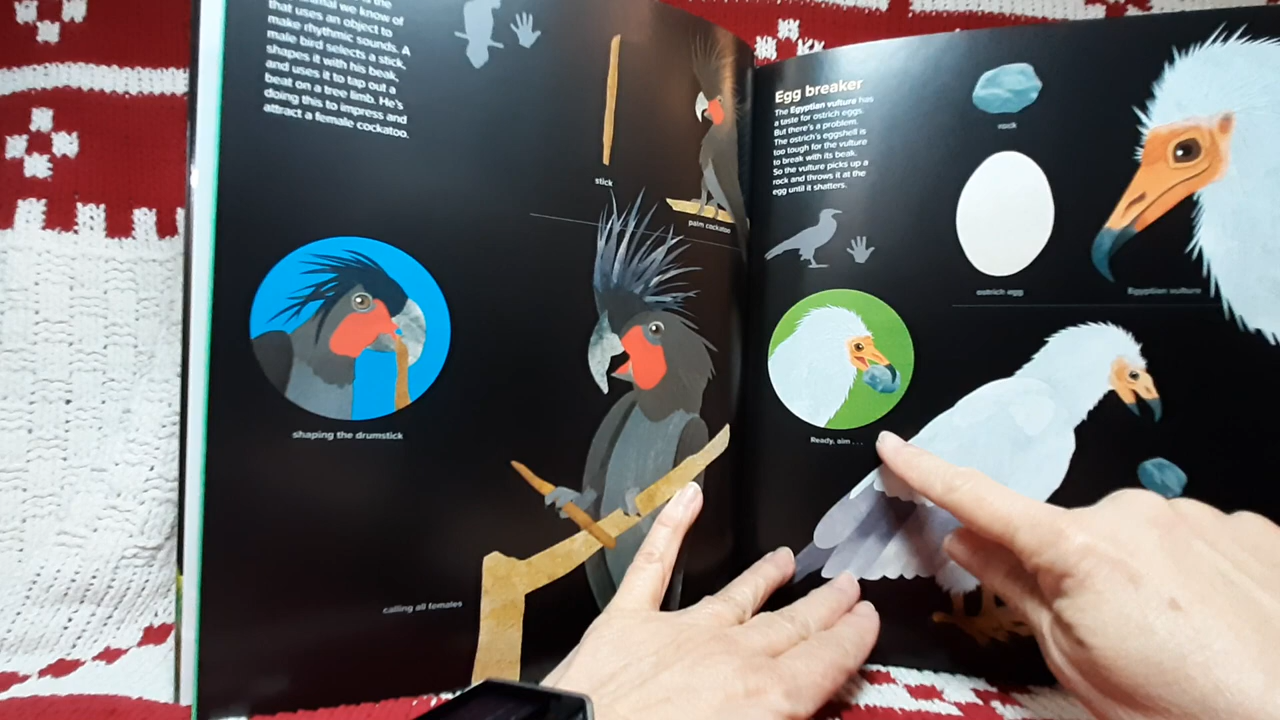 that uses an object to
make rhythmic sounds. A
male bird selects a stick,
shapes it with his beak,
and uses it to tap out a
beat on a tree limb. He's
doing this to impress and
attract a female cockatoo.
stick
palm cockatoo
shaping the drumstick
calling all females
Egg breaker
The Egyptian vulture has
a taste for ostrich eggs.
But there's a problem.
The ostrich's eggshell is
too tough for the vulture
to break with its beak.
So the vulture picks up a
rock and throws it at the
egg until it shatters.
rock
ostrich egg
Egyptian vulture
Ready, aim . . .